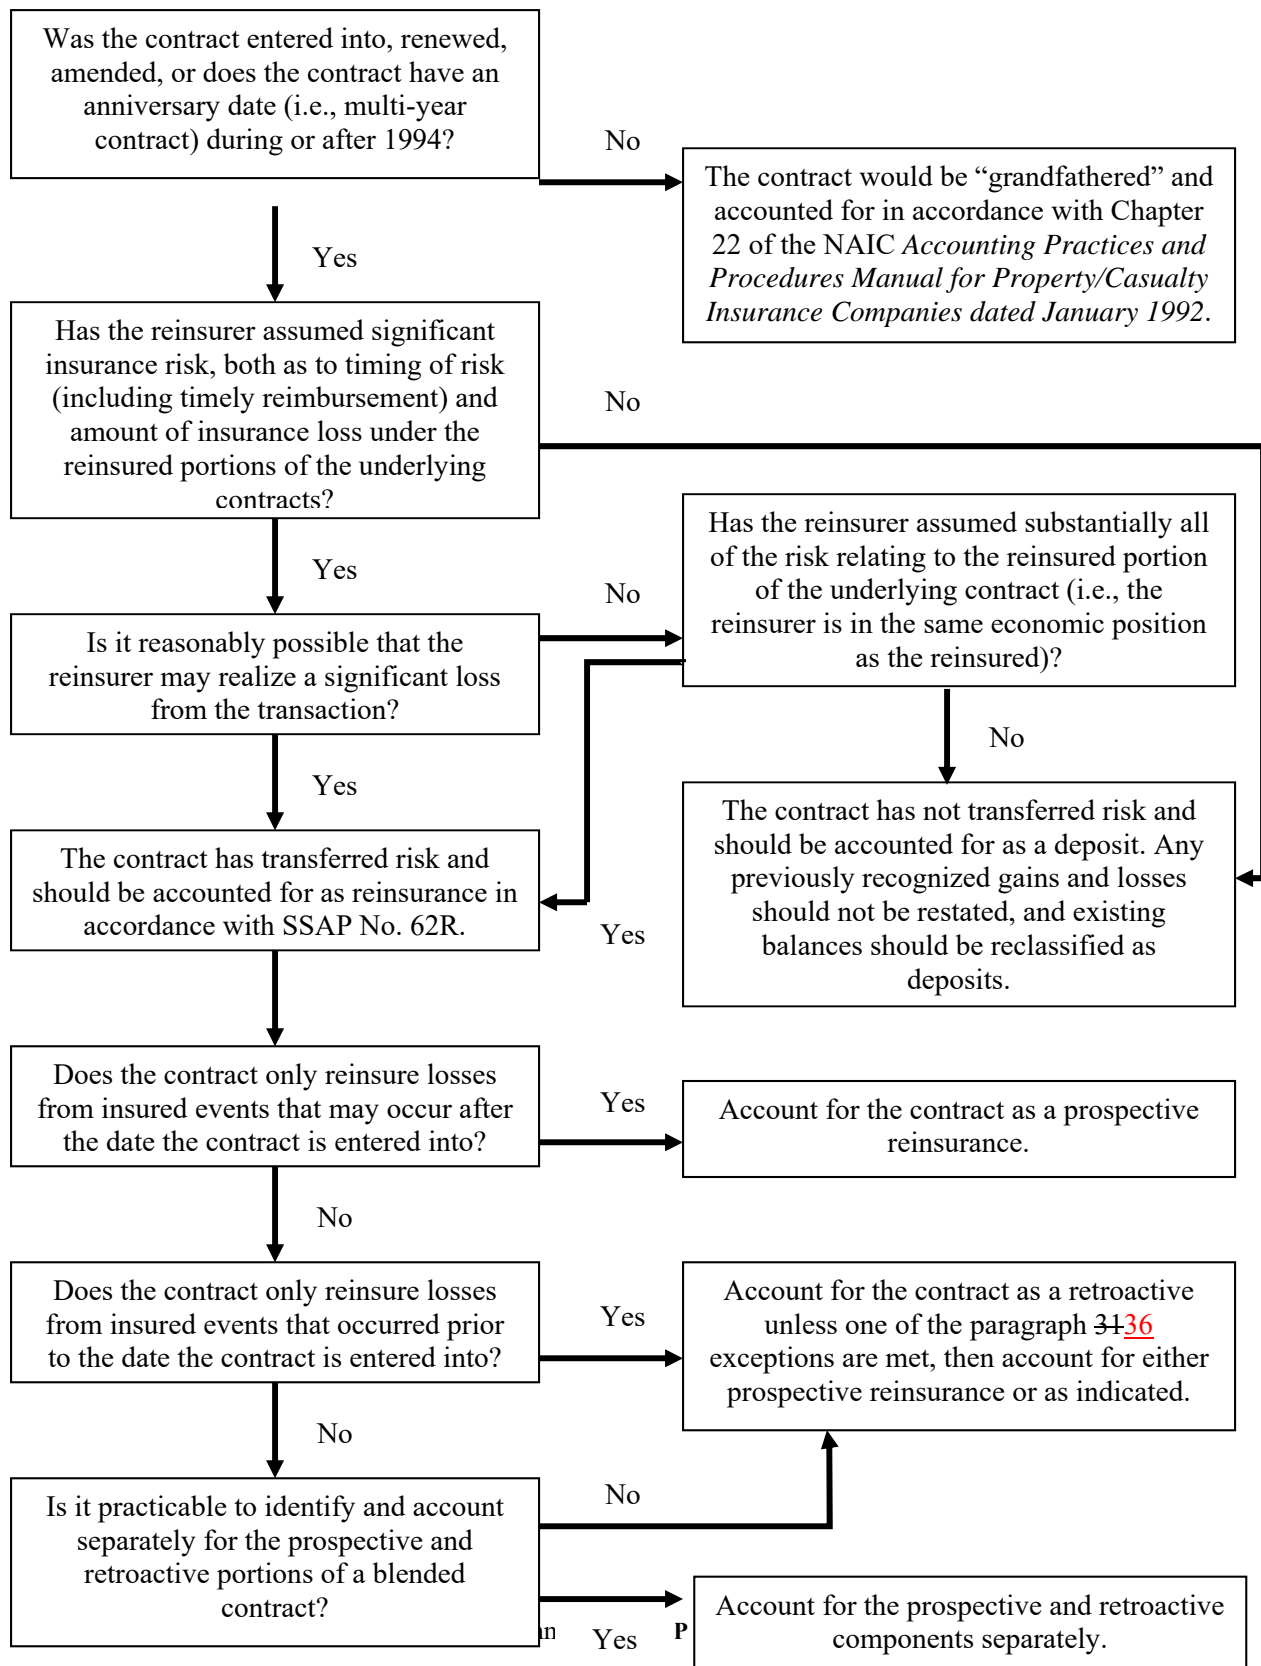 Was the contract entered into, renewed,
amended, or does the contract have an
anniversary date (i.e., multi-year
contract) during or after 1994?
No
The contract would be “grandfathered” and
accounted for in accordance with Chapter
22 of the NAIC Accounting Practices and
Procedures Manual for Property/Casualty
Insurance Companies dated January 1992.
Yes
Has the reinsurer assumed significant
insurance risk, both as to timing of risk
(including timely reimbursement) and
amount of insurance loss under the
reinsured portions of the underlying
contracts?
No
Yes
Has the reinsurer assumed substantially all
of the risk relating to the reinsured portion
of the underlying contract (i.e., the
reinsurer is in the same economic position
as the reinsured)?
No
Is it reasonably possible that the
reinsurer may realize a significant loss
from the transaction?
No
Yes
The contract has not transferred risk and
should be accounted for as a deposit. Any
previously recognized gains and losses
should not be restated, and existing
balances should be reclassified as
deposits.
The contract has transferred risk and
should be accounted for as reinsurance in
accordance with SSAP No. 62R.
Yes
Does the contract only reinsure losses
from insured events that may occur after
the date the contract is entered into?
Yes
Account for the contract as a prospective
reinsurance.
No
Does the contract only reinsure losses
from insured events that occurred prior
to the date the contract is entered into?
Yes
Account for the contract as a retroactive
unless one of the paragraph 3136
exceptions are met, then account for either
prospective reinsurance or as indicated.
No
Is it practicable to identify and account
separately for the prospective and
retroactive portions of a blended
contract?
No
Yes
P
Account for the prospective and retroactive
components separately.